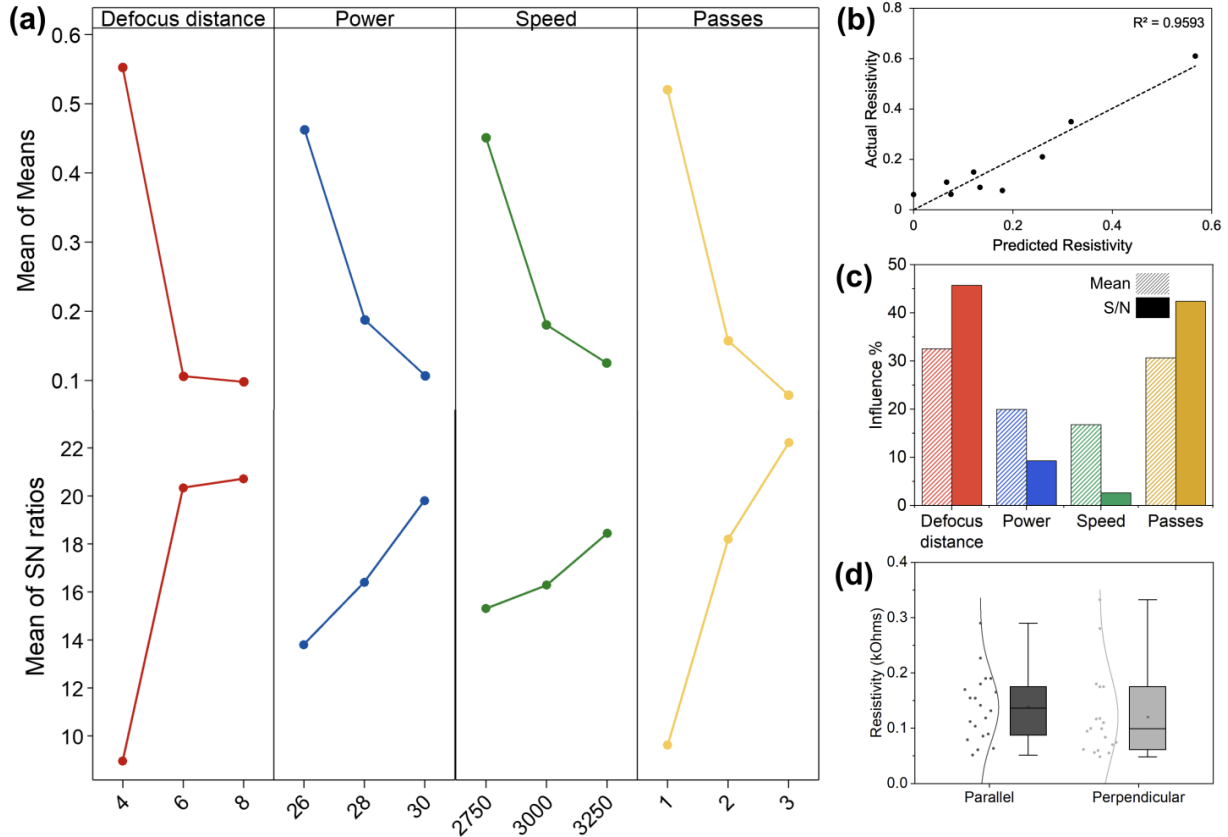 (a)
Defocus distance Power Speed Passes
Mean of Means
0.6
0.5
0.4
0.3
0.2
0.1
Mean of SN ratios
22
20
18
16
14
12
10
4 6 8 26 28 30 2750 3000 3250 1 2 3
(b)
R² = 0.9593
Actual Resistivity
0.8
0.6
0.4
0.2
0
0 0.2 0.4 0.6
Predicted Resistivity
(c)
Mean
S/N
Influence %
50
40
30
20
10
0
Defocus distance Power Speed Passes
(d)
Resistivity (kOhms)
0.4
0.3
0.2
0.1
0.0
Parallel Perpendicular